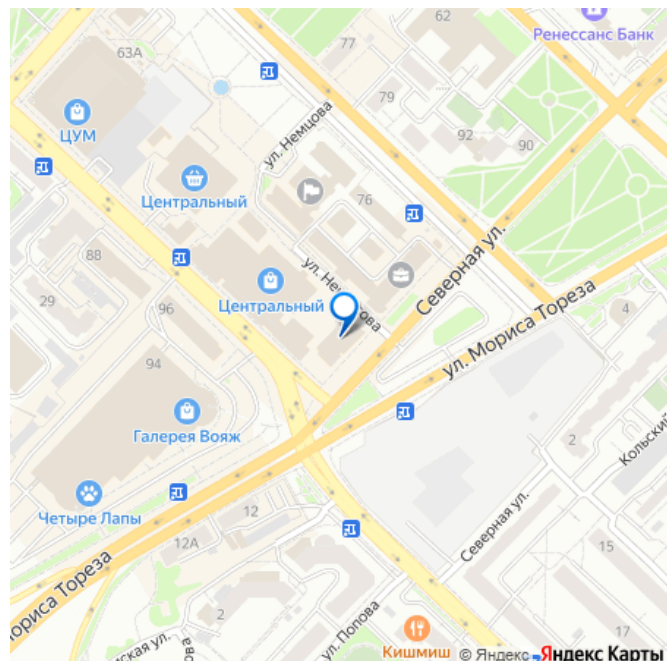 63А
77
Ренессанс Банк
ЦУМ
79
ул. Немцова
92
90
Центральный
76
88
ул. Немцова
Северная ул.
29
96
Центральный
ул. Мориса Тореза
4
94
Галерея Вояж
2
Кольский
Четыре Лапы
12
Северная ул.
12А
15
Мориса Тореза
2
ул. Попова
17
Кишмиш
© Яндекс
Яндекс Карты